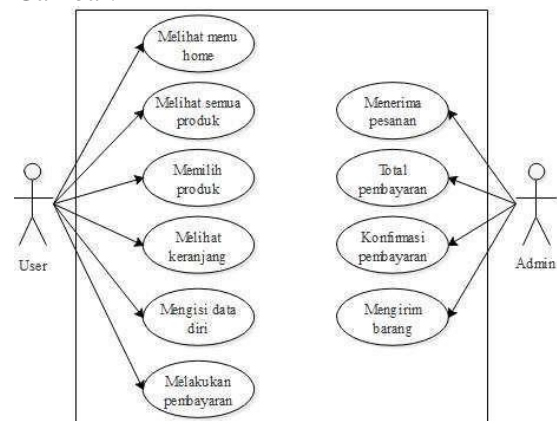 Melihat menu
home
Melihat semua
produk
Memilih
produk
Melihat
keranjang
Mengisi data
diri
Melakukan
pembayaran
User
Menerima
pesanan
Total
pembayaran
Konfirmasi
pembayaran
Mengirim
barang
Admin